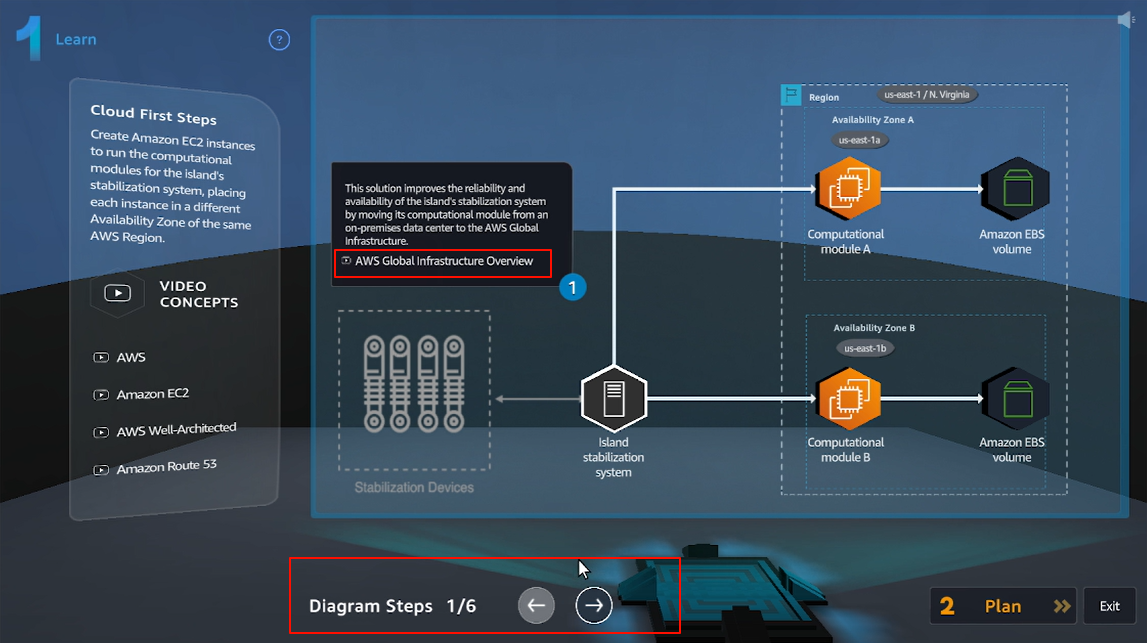 1
Learn
?
Cloud First Steps
Create Amazon EC2 instances
to run the computational
modules for the island's
stabilization system, placing
each instance in a different
Availability Zone of the same
AWS Region.
VIDEO
CONCEPTS
AWS
Amazon EC2
AWS Well-Architected
Amazon Route 53
This solution improves the reliability and
availability of the island's stabilization system
by moving its computational module from an
on-premises data center to the AWS Global
Infrastructure.
AWS Global Infrastructure Overview
1
Stabilization Devices
Island
stabilization
system
Region
us-east-1 / N. Virginia
Availability Zone A
us-east-1a
Computational
module A
Amazon EBS
volume
Availability Zone B
us-east-1b
Computational
module B
Amazon EBS
volume
Diagram Steps 1/6
2 Plan
Exit